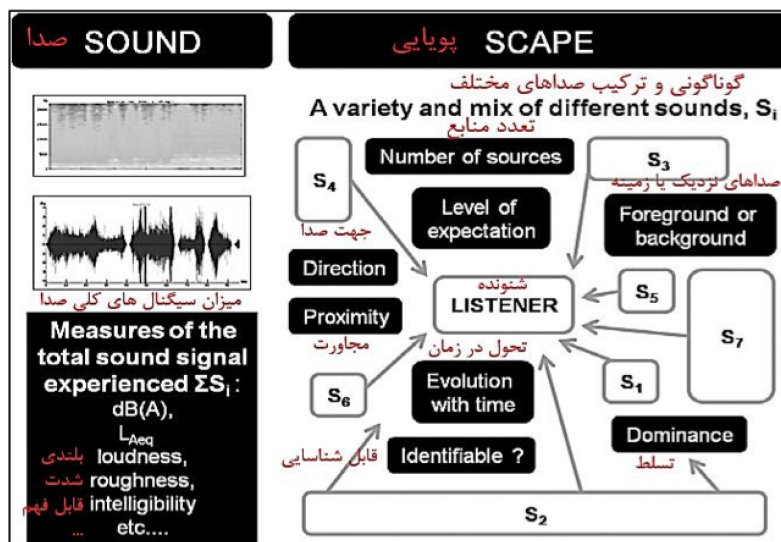 صدا SOUND
میزان سیگنال های کلی صدا
Measures of the
total sound signal
experienced ΣSi :
dB(A),
LAeq
بلندی loudness,
شدت roughness,
قابل فهم intelligibility
... etc....
پویایی SCAPE
گوناگونی و ترکیب صداهای مختلف
A variety and mix of different sounds, Si
تعدد منابع
Number of sources
S4
S3
صداهای نزدیک یا زمینه
Level of
expectation
Foreground or
background
جهت صدا
Direction
شنونده
LISTENER
S5
S7
Proximity
مجاورت
تحول در زمان
Evolution
with time
S6
S1
قابل شناسایی
Identifiable ?
Dominance
تسلط
S2